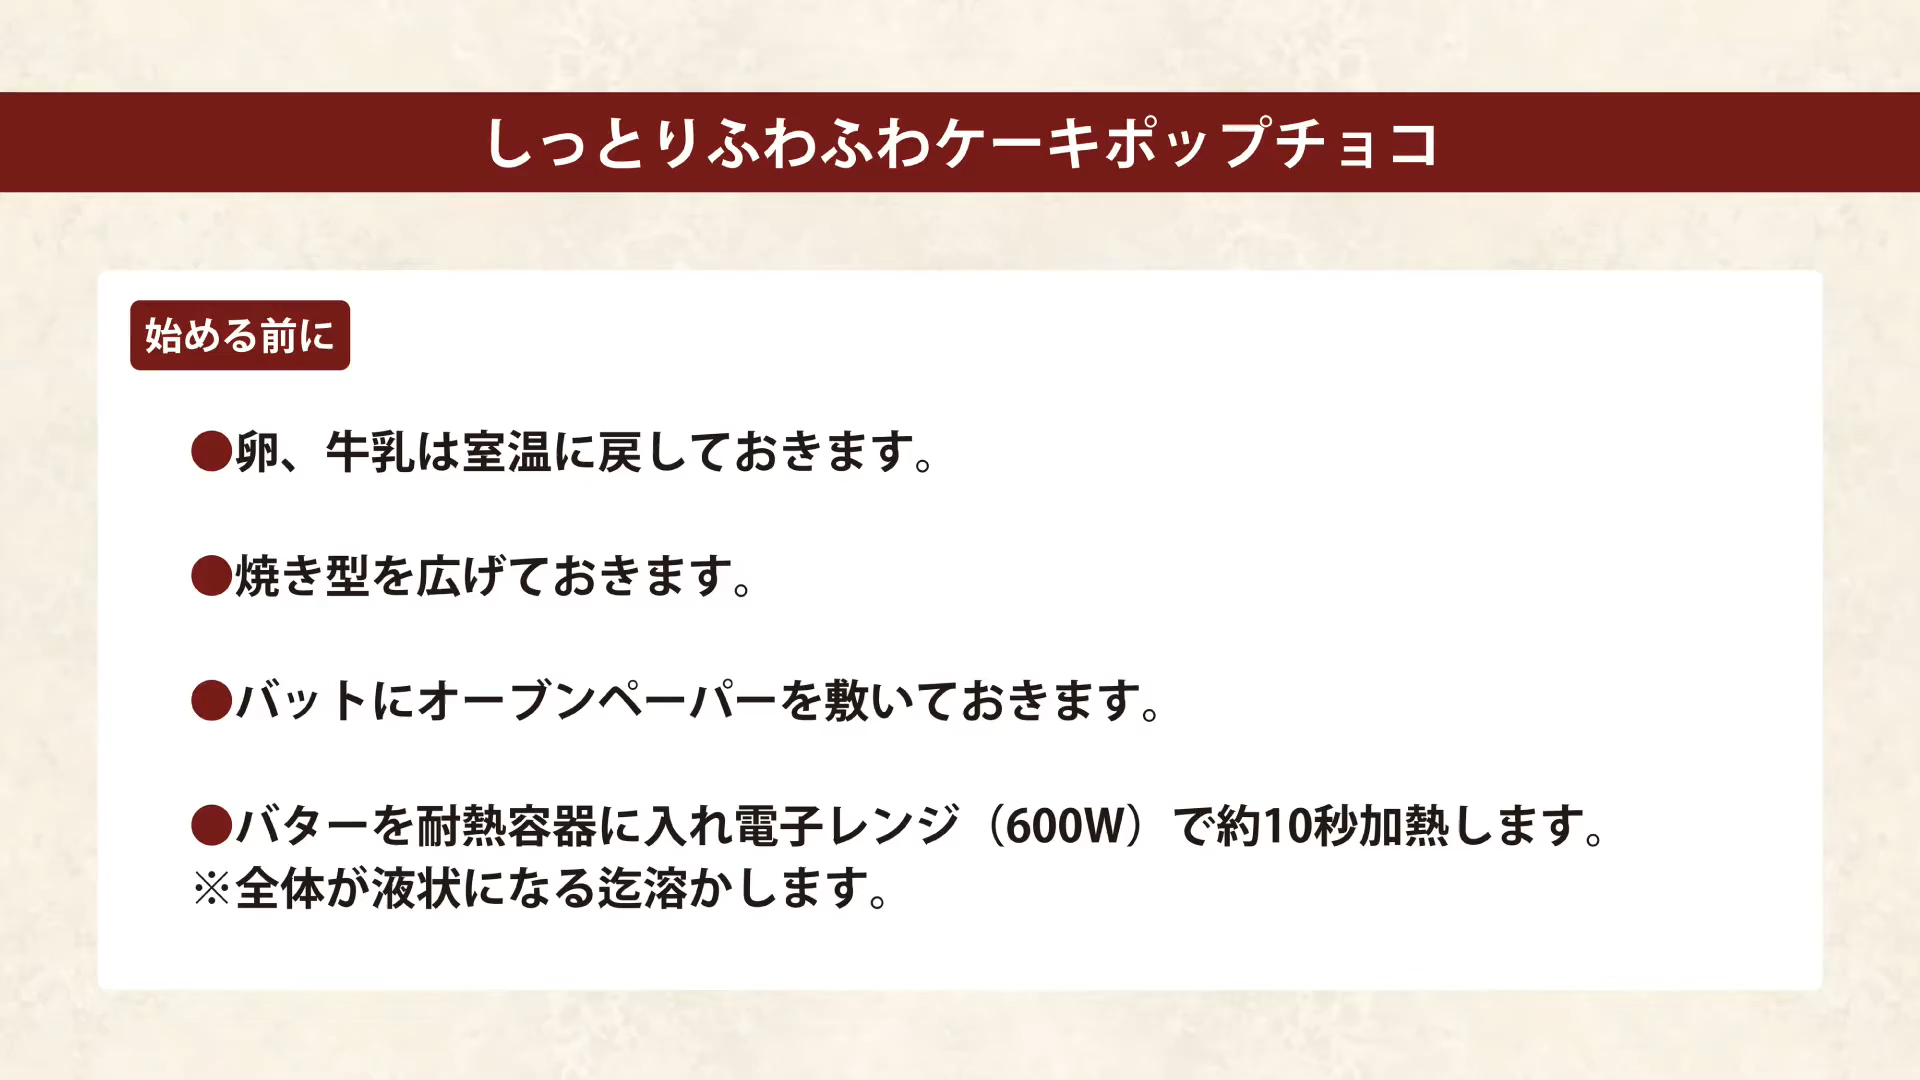 しっとりふわふわケーキポップチョコ
始める前に
●卵、牛乳は室温に戻しておきます。
●焼き型を広げておきます。
●バットにオーブンペーパーを敷いておきます。
●バターを耐熱容器に入れ電子レンジ（600W）で約10秒加熱します。
※全体が液状になる迄溶かします。